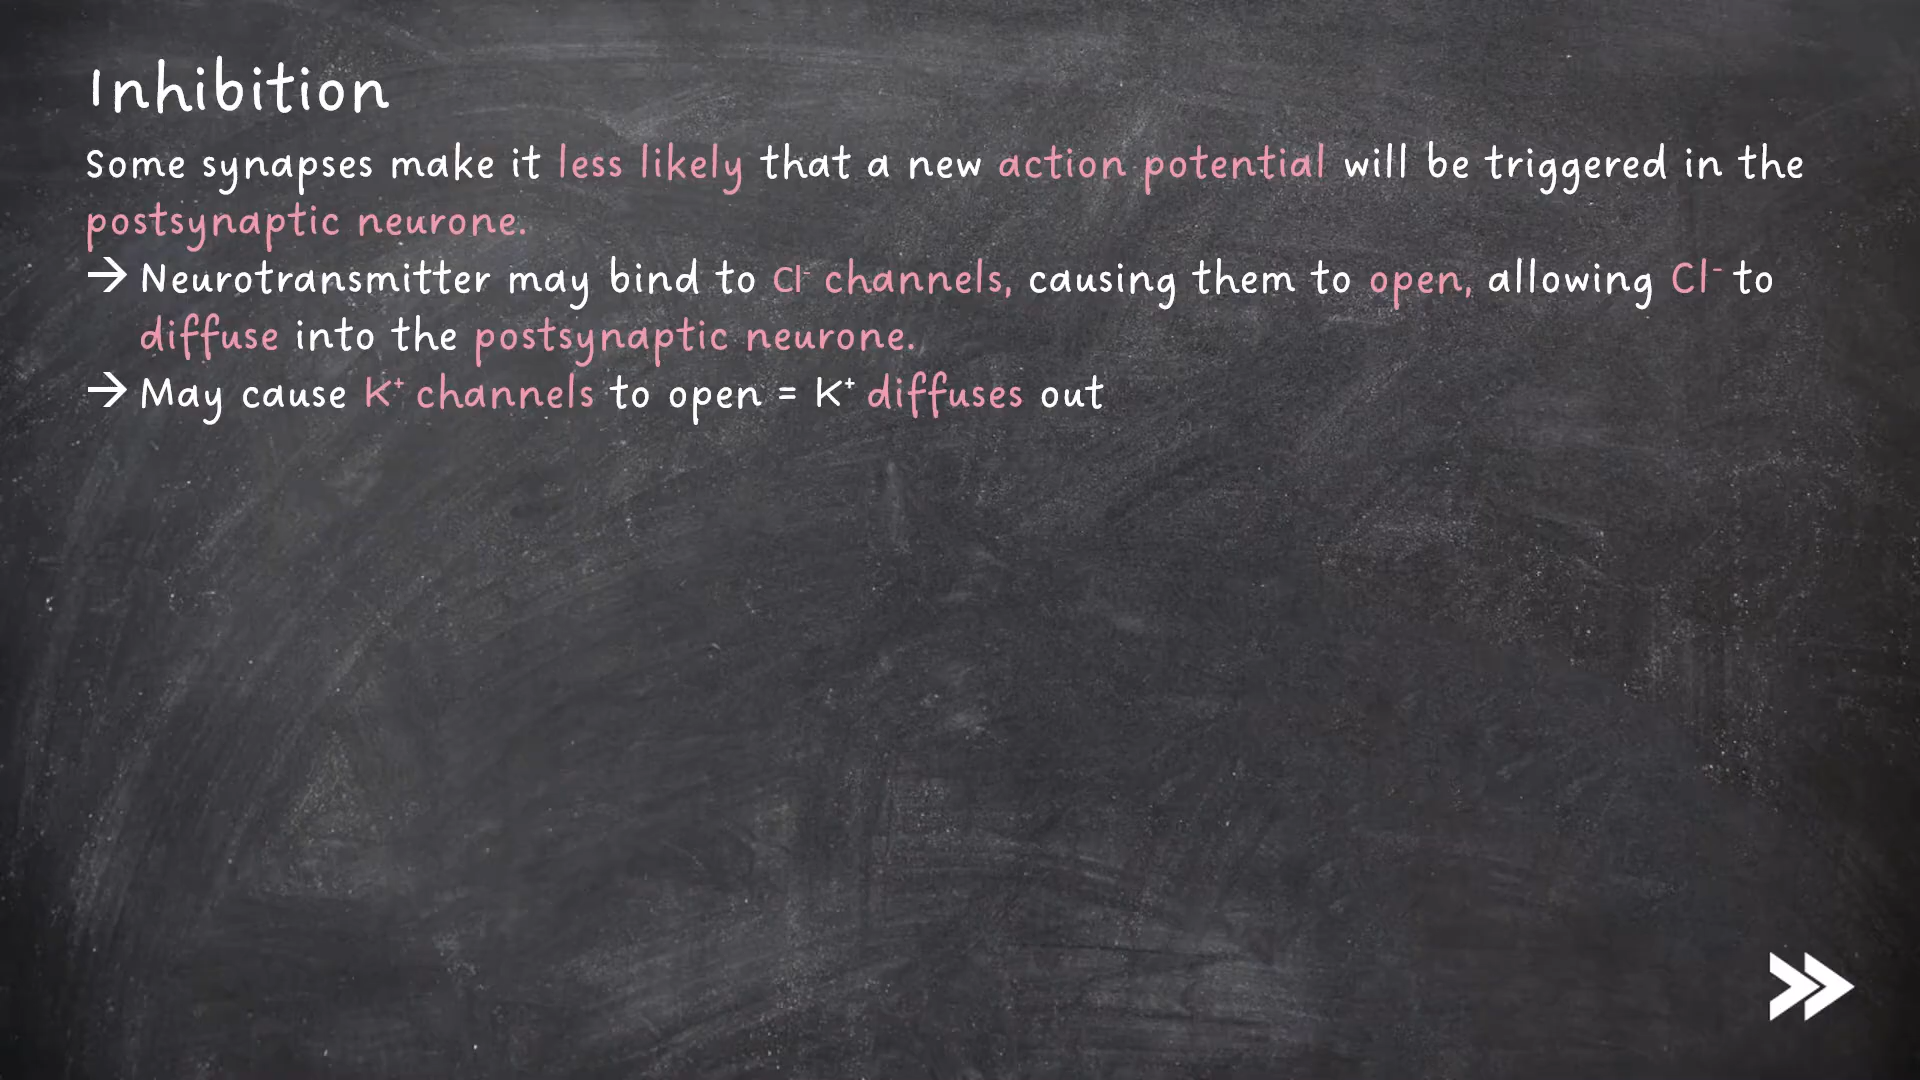 Inhibition
Some synapses make it less likely that a new action potential will be triggered in the
postsynaptic neurone.
→ Neurotransmitter may bind to Cl⁻ channels, causing them to open, allowing Cl⁻ to
diffuse into the postsynaptic neurone.
→ May cause K⁺ channels to open = K⁺ diffuses out